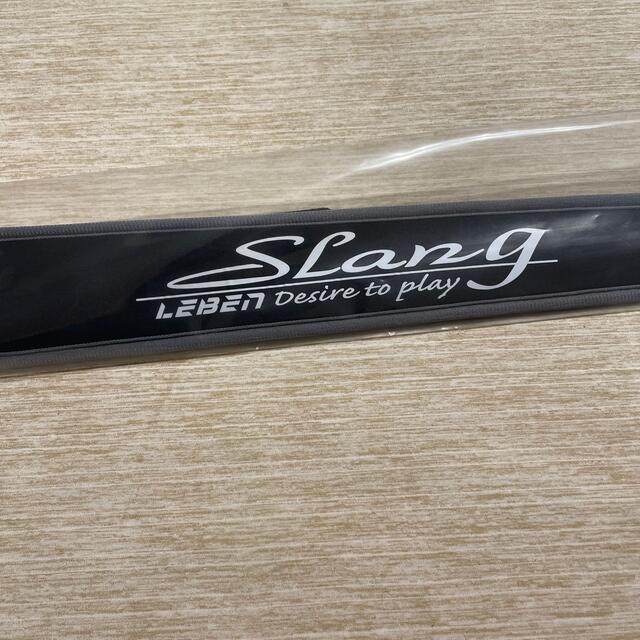 SLang
LEBEN Desire to play